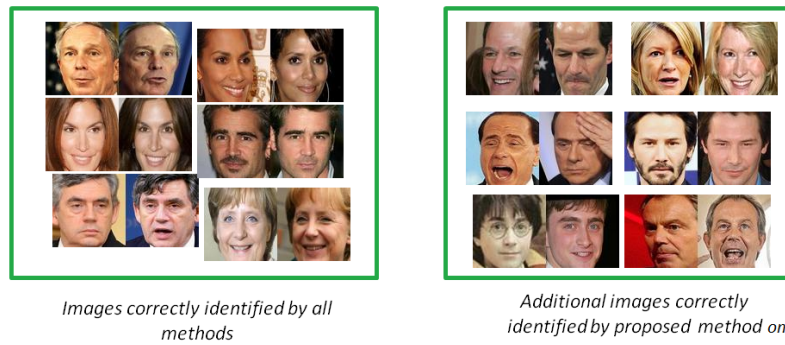 Images correctly identified by all
methods
Additional images correctly
identified by proposed method on